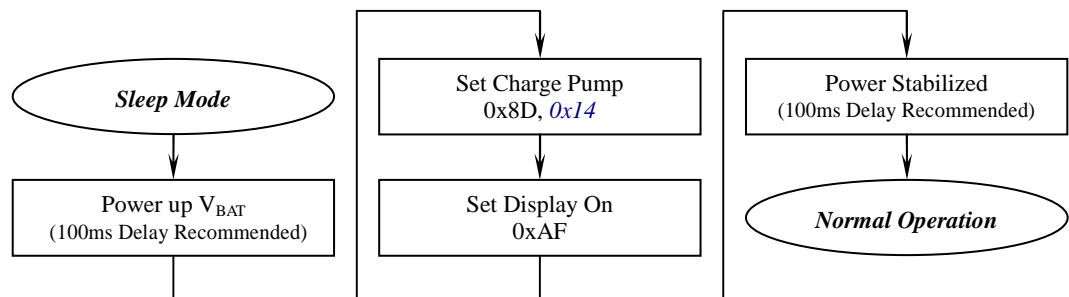 Sleep Mode
Power up VBAT
(100ms Delay Recommended)
Set Charge Pump
0x8D, 0x14
Set Display On
0xAF
Power Stabilized
(100ms Delay Recommended)
Normal Operation